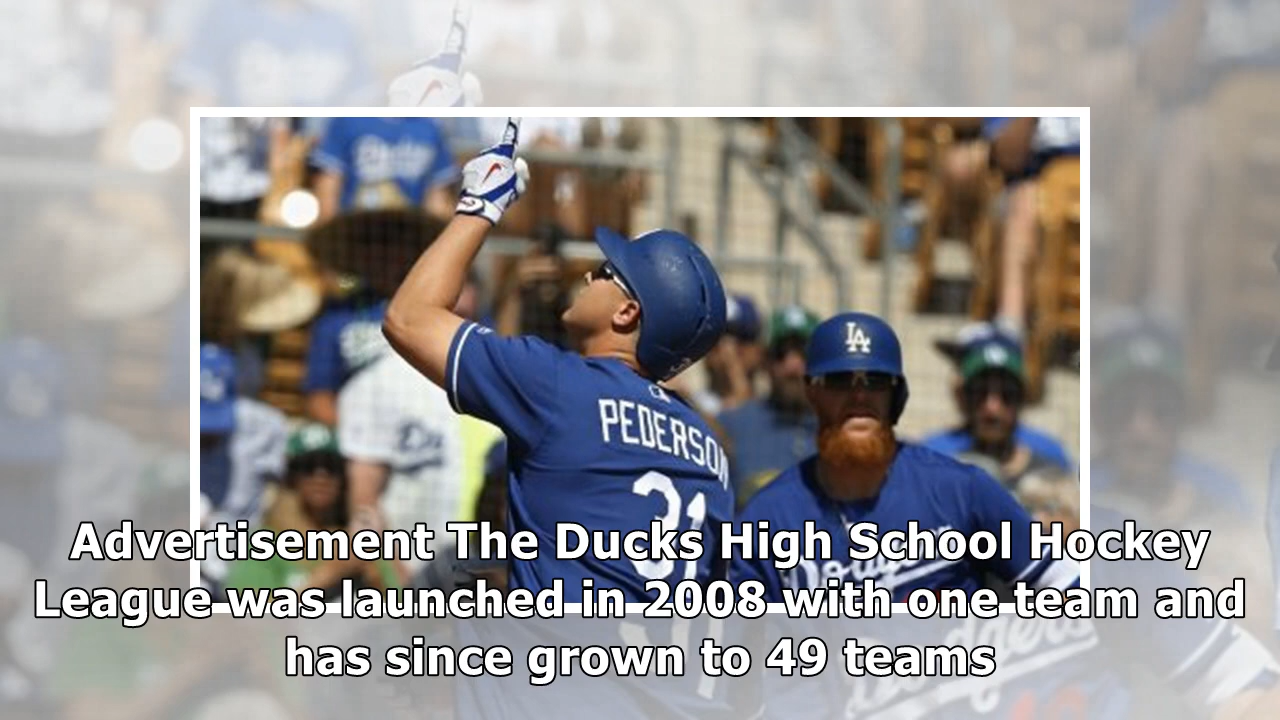 LA
PEDERSON
31
Dodgers
Advertisement The Ducks High School Hockey
League was launched in 2008 with one team and
has since grown to 49 teams